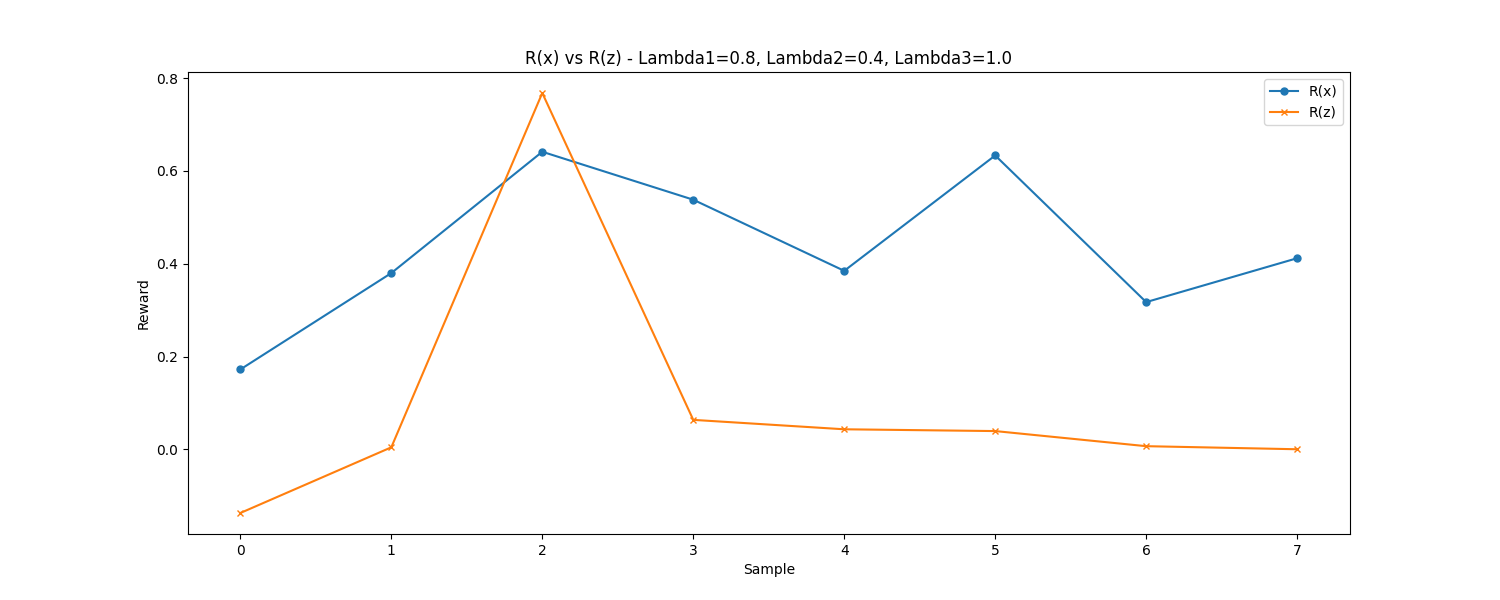 R(x) vs R(z) - Lambda1=0.8, Lambda2=0.4, Lambda3=1.0
R(x)
R(z)
Reward
0.8
0.6
0.4
0.2
0.0
0 1 2 3 4 5 6 7
Sample